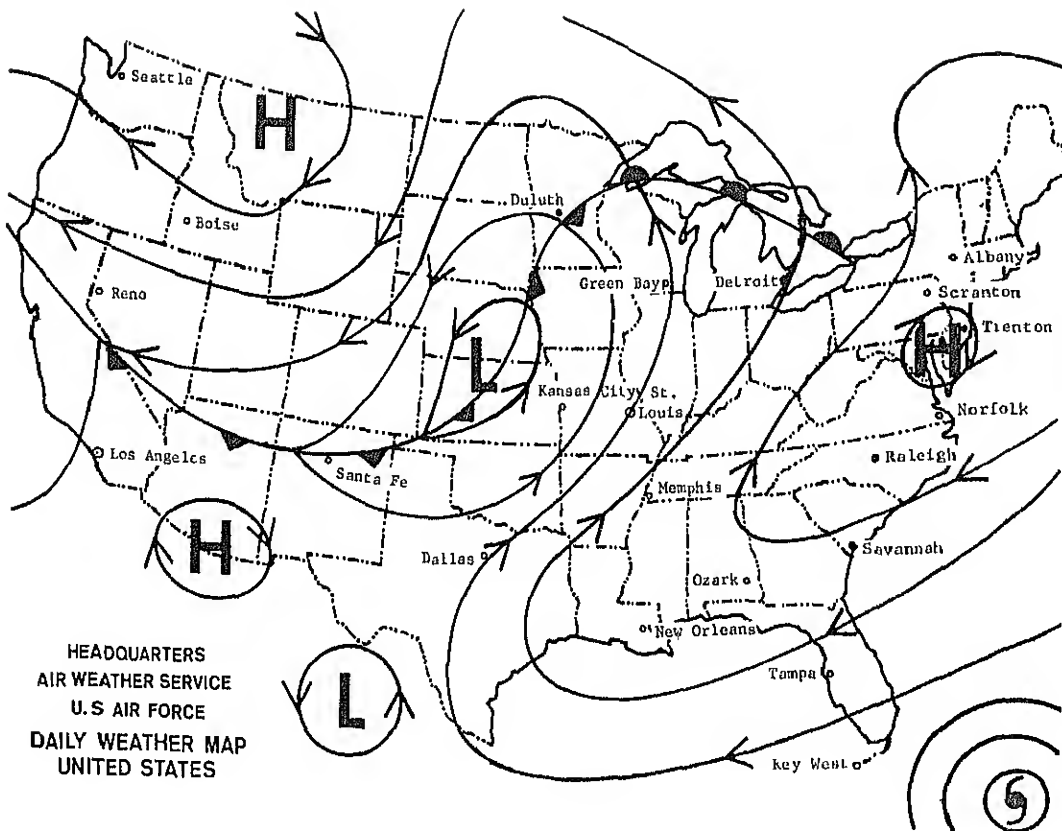 Seattle
H
Boise
Duluth
Albany
Reno
Green Bay
Detroit
Scranton
Trenton
H
L
Kansas City
St.
Louis
Norfolk
Los Angeles
Santa Fe
Raleigh
Memphis
H
Dallas
Savannah
Ozark
New Orleans
L
Tampa
Key West
HEADQUARTERS
AIR WEATHER SERVICE
U.S AIR FORCE
DAILY WEATHER MAP
UNITED STATES